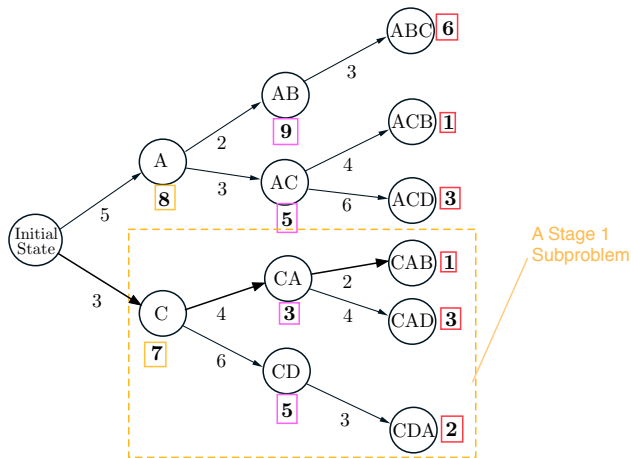 ABC 6
3
AB
9
2
ACB 1
A
8
4
3
AC
5
6
ACD 3
5
Initial
State
A Stage 1
Subproblem
3
CAB 1
CA
3
2
C
7
4
4
CAD 3
6
CD
5
3
CDA 2